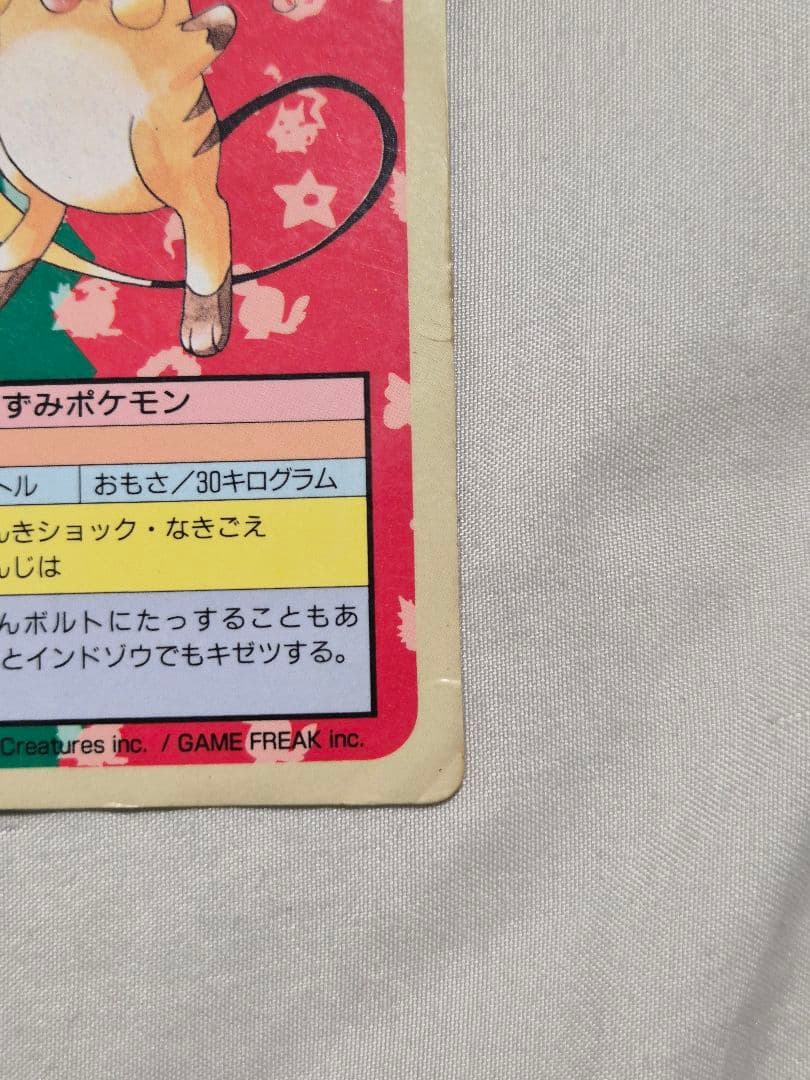 ずみポケモン
トル おもさ／30キログラム
んきショック・なきごえ
んじは
んボルトにたっすることもあ
とインドゾウでもキゼツする。
Creatures inc. / GAME FREAK inc.